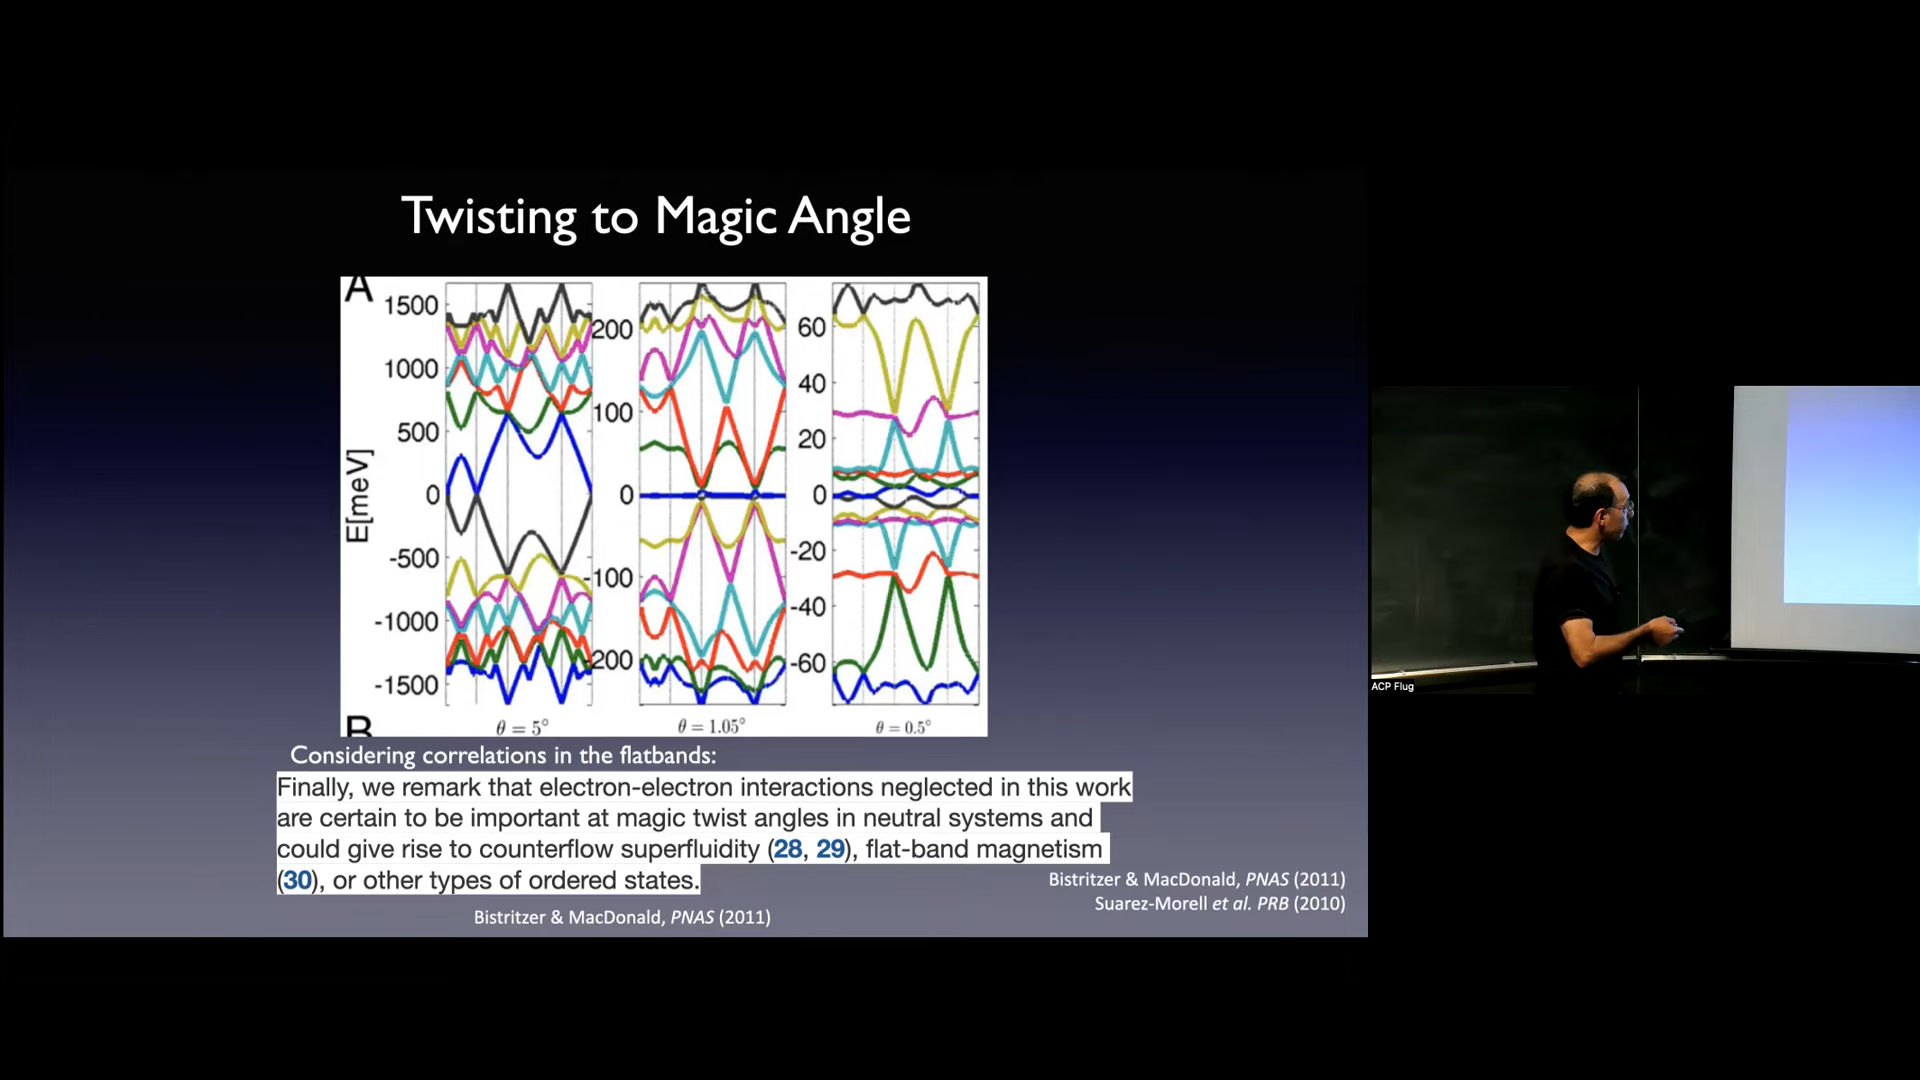 Twisting to Magic Angle
A
E[meV]
1500
1000
500
0
-500
-1000
-1500
200
100
0
-100
-200
60
40
20
0
-20
-40
-60
θ = 5°
θ = 1.05°
θ = 0.5°
B
Considering correlations in the flatbands:
Finally, we remark that electron-electron interactions neglected in this work
are certain to be important at magic twist angles in neutral systems and
could give rise to counterflow superfluidity (28, 29), flat-band magnetism
(30), or other types of ordered states.
Bistritzer & MacDonald, PNAS (2011)
Bistritzer & MacDonald, PNAS (2011)
Suarez-Morell et al. PRB (2010)
ACP Flug